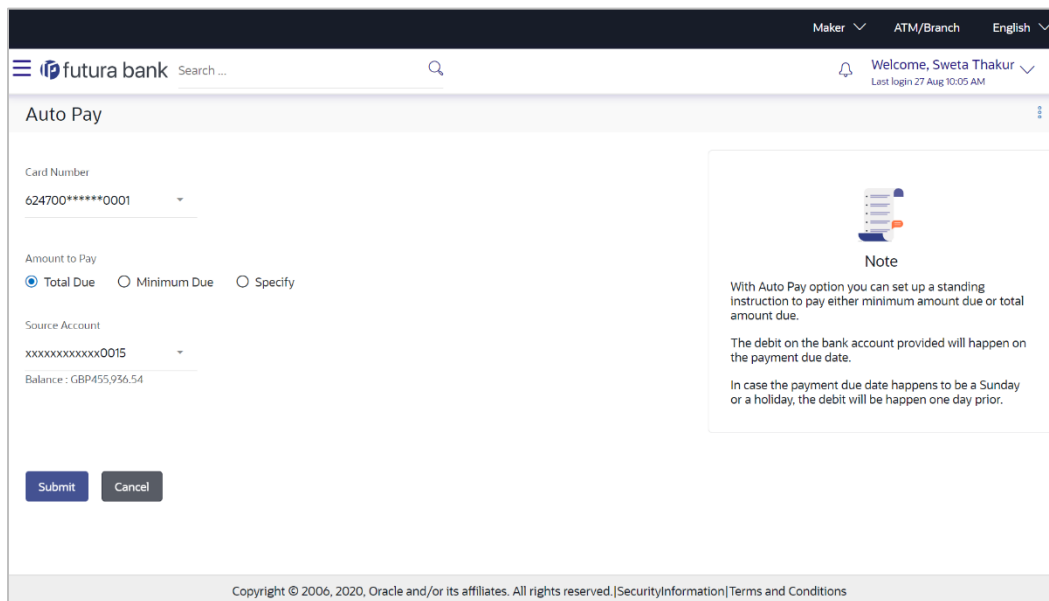 Maker ATM/Branch English
futura bank Search ... Welcome, Sweta Thakur
Last login 27 Aug 10:05 AM
Auto Pay
Card Number
624700******0001
Amount to Pay
Total Due Minimum Due Specify
Source Account
xxxxxxxxxxxx0015
Balance : GBP455,936.54
Submit Cancel
Note
With Auto Pay option you can set up a standing
instruction to pay either minimum amount due or total
amount due.
The debit on the bank account provided will happen on
the payment due date.
In case the payment due date happens to be a Sunday
or a holiday, the debit will be happen one day prior.
Copyright © 2006, 2020, Oracle and/or its affiliates. All rights reserved.|SecurityInformation|Terms and Conditions